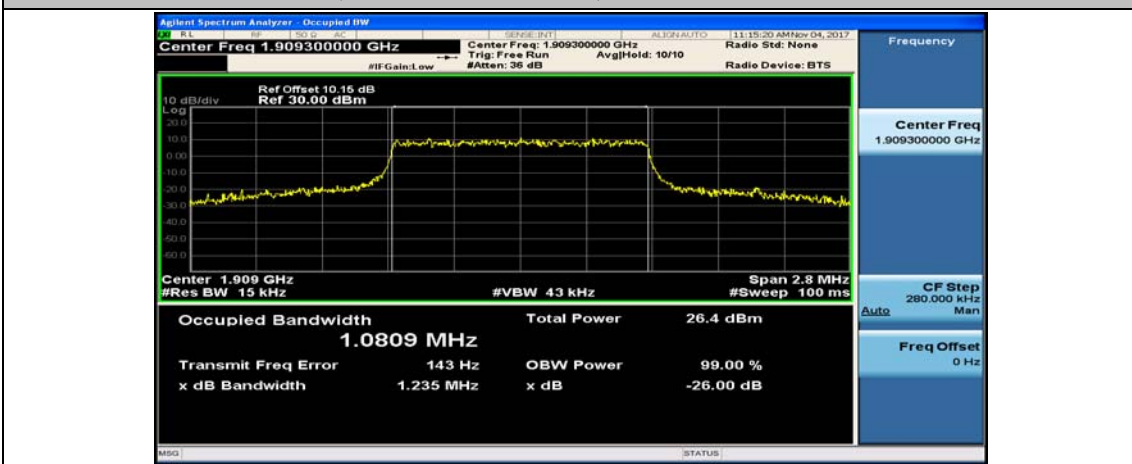 Agilent Spectrum Analyzer - Occupied BW
RL RF 50 Ω AC SENSE:INT ALIGN AUTO 11:15:20 AM Nov 04, 2017
Center Freq 1.909300000 GHz
Center Freq: 1.909300000 GHz
Radio Std: None
Trig: Free Run Avg|Hold: 10/10
#IFGain:Low #Atten: 36 dB Radio Device: BTS
Ref Offset 10.15 dB
10 dB/div Ref 30.00 dBm
Log
20.0
10.0
0.00
-10.0
-20.0
-30.0
-40.0
-50.0
-60.0
Center 1.909 GHz Span 2.8 MHz
#Res BW 15 kHz #VBW 43 kHz #Sweep 100 ms
Occupied Bandwidth Total Power 26.4 dBm
1.0809 MHz
Transmit Freq Error 143 Hz OBW Power 99.00 %
x dB Bandwidth 1.235 MHz x dB -26.00 dB
MSG STATUS
Frequency
Center Freq
1.909300000 GHz
CF Step
280.000 kHz
Auto Man
Freq Offset
0 Hz